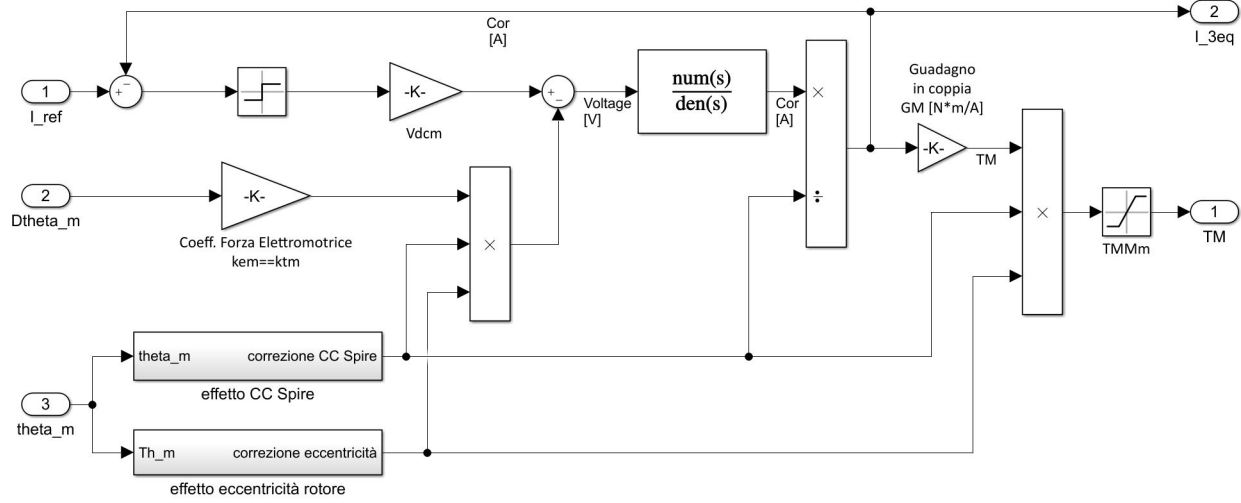 Cor
[A]
2
I_3eq
1
I_ref
-K-
Vdcm
Voltage
[V]
num(s)
den(s)
Cor
[A]
Guadagno
in coppia
GM [N*m/A]
-K-
TM
2
Dtheta_m
-K-
Coeff. Forza Elettromotrice
kem==ktm
TMMm
1
TM
theta_m
correzione CC Spire
effetto CC Spire
3
theta_m
Th_m
correzione eccentricità
effetto eccentricità rotore